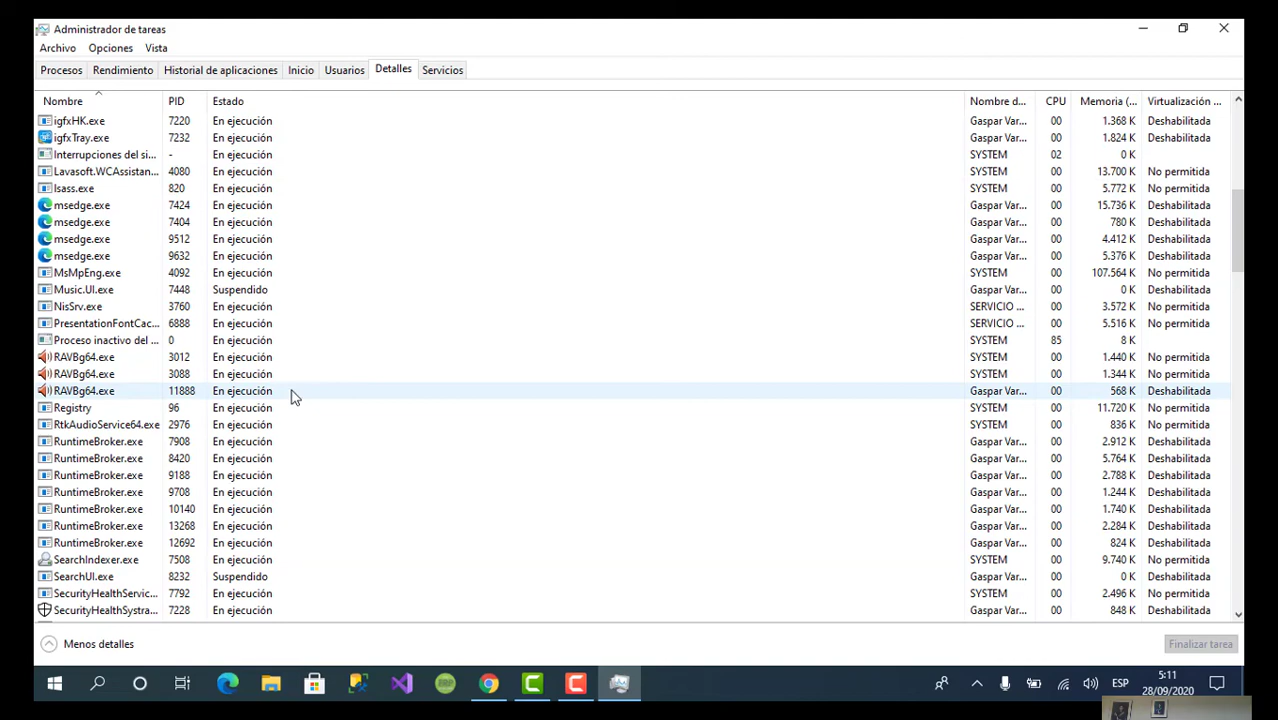 Administrador de tareas
Archivo Opciones Vista
Procesos Rendimiento Historial de aplicaciones Inicio Usuarios Detalles Servicios
Nombre PID Estado Nombre d... CPU Memoria (... Virtualización ...
igfxHK.exe 7220 En ejecución Gaspar Var... 00 1.368 K Deshabilitada
igfxTray.exe 7232 En ejecución Gaspar Var... 00 1.824 K Deshabilitada
Interrupciones del si... - En ejecución SYSTEM 02 0 K
Lavasoft.WCAssistan... 4080 En ejecución SYSTEM 00 13.700 K No permitida
lsass.exe 820 En ejecución SYSTEM 00 5.772 K No permitida
msedge.exe 7424 En ejecución Gaspar Var... 00 15.736 K Deshabilitada
msedge.exe 7404 En ejecución Gaspar Var... 00 780 K Deshabilitada
msedge.exe 9512 En ejecución Gaspar Var... 00 4.412 K Deshabilitada
msedge.exe 9632 En ejecución Gaspar Var... 00 5.376 K Deshabilitada
MsMpEng.exe 4092 En ejecución SYSTEM 00 107.564 K No permitida
Music.UI.exe 7448 Suspendido Gaspar Var... 00 0 K Deshabilitada
NisSrv.exe 3760 En ejecución SERVICIO ... 00 3.572 K No permitida
PresentationFontCac... 6888 En ejecución SERVICIO ... 00 5.516 K No permitida
Proceso inactivo del ... 0 En ejecución SYSTEM 85 8 K
RAVBg64.exe 3012 En ejecución SYSTEM 00 1.440 K No permitida
RAVBg64.exe 3088 En ejecución SYSTEM 00 1.344 K No permitida
RAVBg64.exe 11888 En ejecución Gaspar Var... 00 568 K Deshabilitada
Registry 96 En ejecución SYSTEM 00 11.720 K No permitida
RtkAudioService64.exe 2976 En ejecución SYSTEM 00 836 K No permitida
RuntimeBroker.exe 7908 En ejecución Gaspar Var... 00 2.912 K Deshabilitada
RuntimeBroker.exe 8420 En ejecución Gaspar Var... 00 5.764 K Deshabilitada
RuntimeBroker.exe 9188 En ejecución Gaspar Var... 00 2.788 K Deshabilitada
RuntimeBroker.exe 9708 En ejecución Gaspar Var... 00 1.244 K Deshabilitada
RuntimeBroker.exe 10140 En ejecución Gaspar Var... 00 1.740 K Deshabilitada
RuntimeBroker.exe 13268 En ejecución Gaspar Var... 00 2.284 K Deshabilitada
RuntimeBroker.exe 12692 En ejecución Gaspar Var... 00 824 K Deshabilitada
SearchIndexer.exe 7508 En ejecución SYSTEM 00 9.740 K No permitida
SearchUI.exe 8232 Suspendido Gaspar Var... 00 0 K Deshabilitada
SecurityHealthServic... 7792 En ejecución SYSTEM 00 2.496 K No permitida
SecurityHealthSystra... 7228 En ejecución Gaspar Var... 00 848 K Deshabilitada
Menos detalles Finalizar tarea
ESP 5:11
28/09/2020